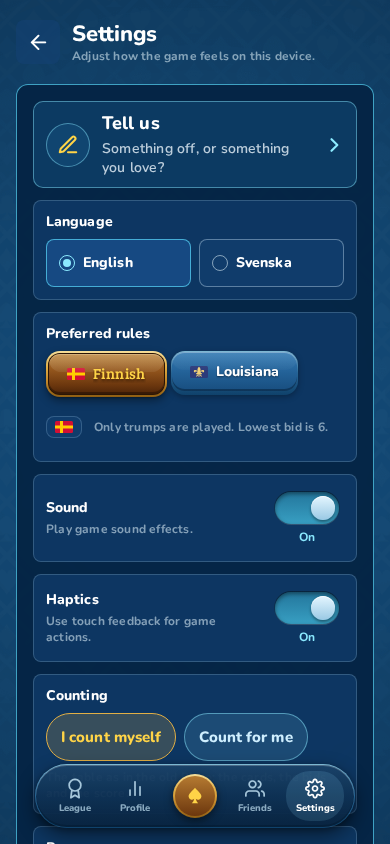 Settings
Adjust how the game feels on this device.
Tell us
Something off, or something
you love?
Language
English
Svenska
Preferred rules
Finnish
Louisiana
Only trumps are played. Lowest bid is 6.
Sound
Play game sound effects.
On
Haptics
Use touch feedback for game
actions.
On
Counting
I count myself
Count for me
League
Profile
Friends
Settings